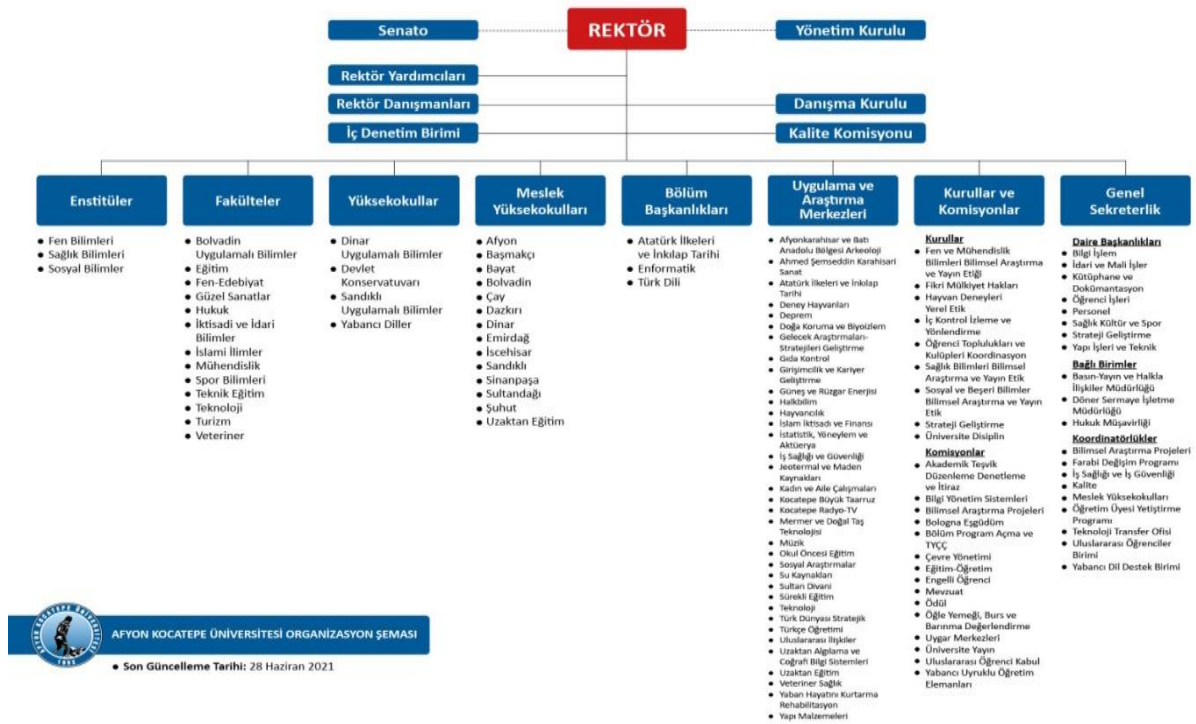 Senato
REKTÖR
Yönetim Kurulu
Rektör Yardımcıları
Rektör Danışmanları
Danışma Kurulu
İç Denetim Birimi
Kalite Komisyonu
Enstitüler
• Fen Bilimleri
• Sağlık Bilimleri
• Sosyal Bilimler
Fakülteler
• Bolvadin
Uygulamalı Bilimler
• Eğitim
• Fen-Edebiyat
• Güzel Sanatlar
• Hukuk
• İktisadi ve İdari
Bilimler
• İslami İlimler
• Mühendislik
• Spor Bilimleri
• Teknik Eğitim
• Teknoloji
• Turizm
• Veteriner
Yüksekokullar
• Dinar
Uygulamalı Bilimler
• Devlet
Konservatuvarı
• Sandıklı
Uygulamalı Bilimler
• Yabancı Diller
Meslek
Yüksekokulları
• Afyon
• Başmakçı
• Bayat
• Bolvadin
• Çay
• Dazkırı
• Dinar
• Emirdağ
• İscehisar
• Sandıklı
• Sinanpaşa
• Sultandağı
• Şuhut
• Uzaktan Eğitim
Bölüm
Başkanlıkları
• Atatürk İlkeleri
ve İnkılap Tarihi
• Enformatik
• Türk Dili
Uygulama ve
Araştırma
Merkezleri
• Afyonkarahisar ve Batı
Anadolu Bölgesi Arkeoloji
• Ahmed Şemseddin Karahisari
Sanat
• Atatürk İlkeleri ve İnkılap
Tarihi
• Deney Hayvanları
• Deprem
• Doğa Koruma ve Biyoizlem
• Gelecek Araştırmaları-
Stratejileri Geliştirme
• Gıda Kontrol
• Girişimcilik ve Kariyer
Geliştirme
• Güneş ve Rüzgar Enerjisi
• Halkbilim
• Hayvancılık
• İslam İktisadı ve Finansı
• İstatistik, Yöneylem ve
Aktüerya
• İş Sağlığı ve Güvenliği
• Jeotermal ve Maden
Kaynakları
• Kadın ve Aile Çalışmaları
• Kocatepe Büyük Taarruz
• Kocatepe Radyo-TV
• Mermer ve Doğal Taş
Teknolojisi
• Müzik
• Okul Öncesi Eğitim
• Sosyal Araştırmalar
• Su Kaynakları
• Sultan Divani
• Sürekli Eğitim
• Teknoloji
• Türk Dünyası Stratejik
• Türkçe Öğretimi
• Uluslararası İlişkiler
• Uzaktan Algılama ve
Coğrafi Bilgi Sistemleri
• Uzaktan Eğitim
• Veteriner Sağlık
• Yaban Hayatını Kurtarma
Rehabilitasyon
• Yapı Malzemeleri
Kurullar ve
Komisyonlar
Kurullar
• Fen ve Mühendislik
Bilimleri Bilimsel Araştırma
ve Yayın Etiği
• Fikri Mülkiyet Hakları
• Hayvan Deneyleri
Yerel Etik
• İç Kontrol İzleme ve
Yönlendirme
• Öğrenci Toplulukları ve
Kulüpleri Koordinasyon
• Sağlık Bilimleri Bilimsel
Araştırma ve Yayın Etik
• Sosyal ve Beşeri Bilimler
Bilimsel Araştırma ve Yayın
Etik
• Strateji Geliştirme
• Üniversite Disiplin
Komisyonlar
• Akademik Teşvik
Düzenleme Denetleme
ve İtiraz
• Bilgi Yönetim Sistemleri
• Bilimsel Araştırma Projeleri
• Bologna Eşgüdüm
• Bölüm Program Açma ve
TYÇÇ
• Çevre Yönetimi
• Eğitim-Öğretim
• Engelli Öğrenci
• Mevzuat
• Ödül
• Öğle Yemeği, Burs ve
Barınma Değerlendirme
• Uygar Merkezleri
• Üniversite Yayın
• Uluslararası Öğrenci Kabul
• Yabancı Uyruklu Öğretim
Elemanları
Genel
Sekreterlik
Daire Başkanlıkları
• Bilgi İşlem
• İdari ve Mali İşler
• Kütüphane ve
Dokümantasyon
• Öğrenci İşleri
• Personel
• Sağlık Kültür ve Spor
• Strateji Geliştirme
• Yapı İşleri ve Teknik
Bağlı Birimler
• Basın-Yayın ve Halkla
İlişkiler Müdürlüğü
• Döner Sermaye İşletme
Müdürlüğü
• Hukuk Müşavirliği
Koordinatörlükler
• Bilimsel Araştırma Projeleri
• Farabi Değişim Programı
• İş Sağlığı ve İş Güvenliği
• Kalite
• Meslek Yüksekokulları
• Öğretim Üyesi Yetiştirme
Programı
• Teknoloji Transfer Ofisi
• Uluslararası Öğrenciler
Birimi
• Yabancı Dil Destek Birimi
AFYON KOCATEPE ÜNİVERSİTESİ
1992
AFYON KOCATEPE ÜNİVERSİTESİ ORGANİZASYON ŞEMASI
• Son Güncelleme Tarihi: 28 Haziran 2021